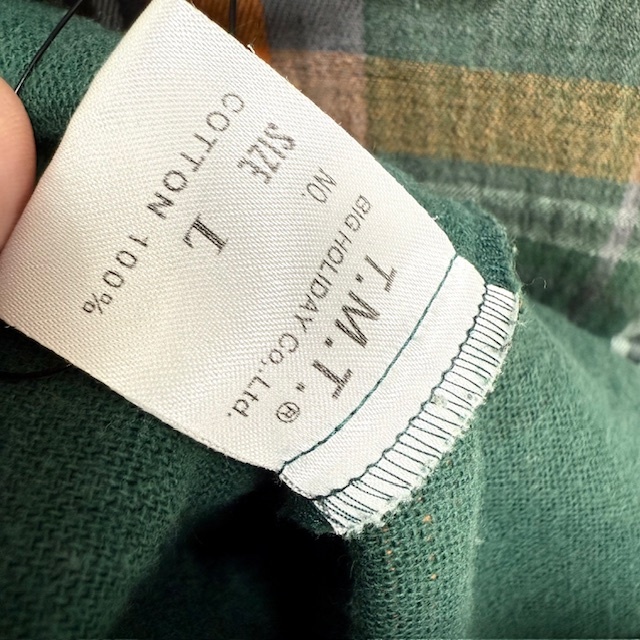 T.M.T.®
BIG HOLIDAY Co.,Ltd.
NO.
SIZE L
COTTON 100%